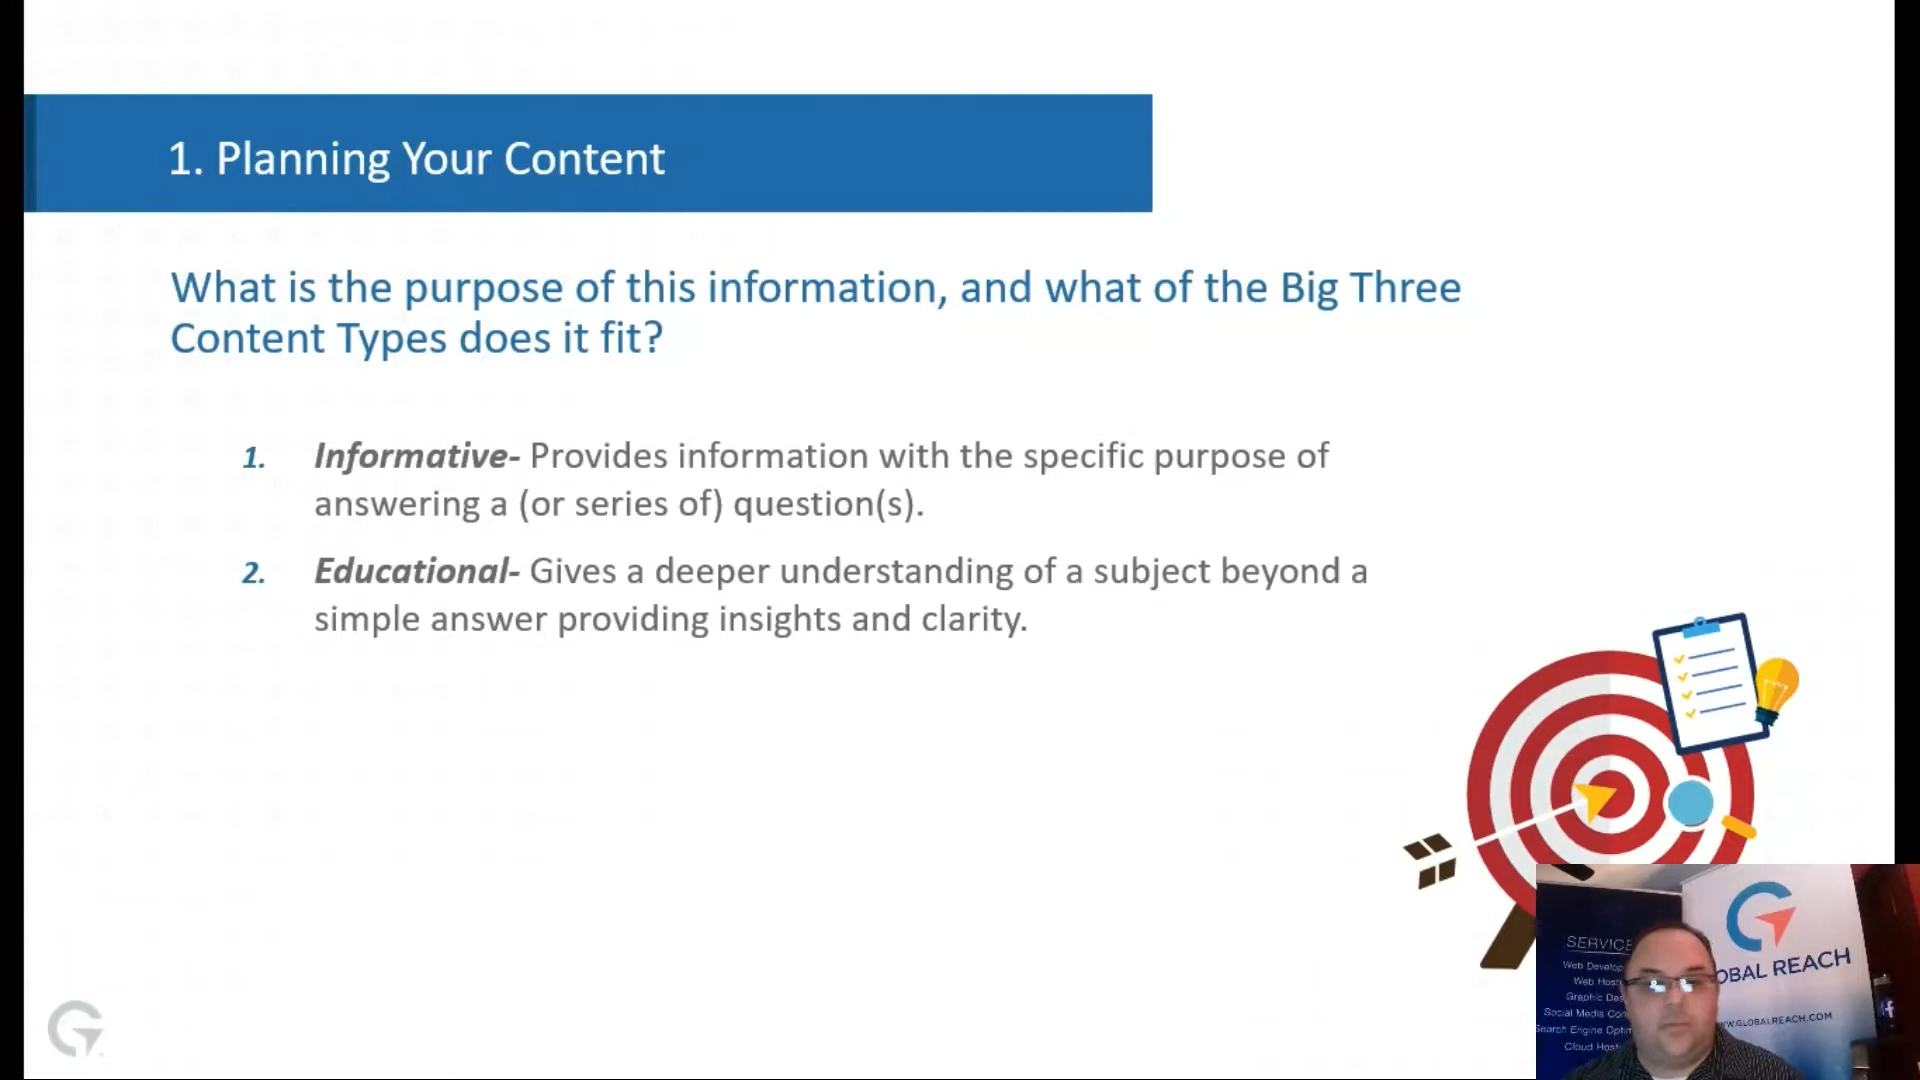 1. Planning Your Content
What is the purpose of this information, and what of the Big Three
Content Types does it fit?
1. Informative- Provides information with the specific purpose of
answering a (or series of) question(s).
2. Educational- Gives a deeper understanding of a subject beyond a
simple answer providing insights and clarity.
SERVICE
Web Develop
Web Host
Graphic Des
Social Media Con
Search Engine Optim
Cloud Host
OBAL REACH
WWW.GLOBALREACH.COM